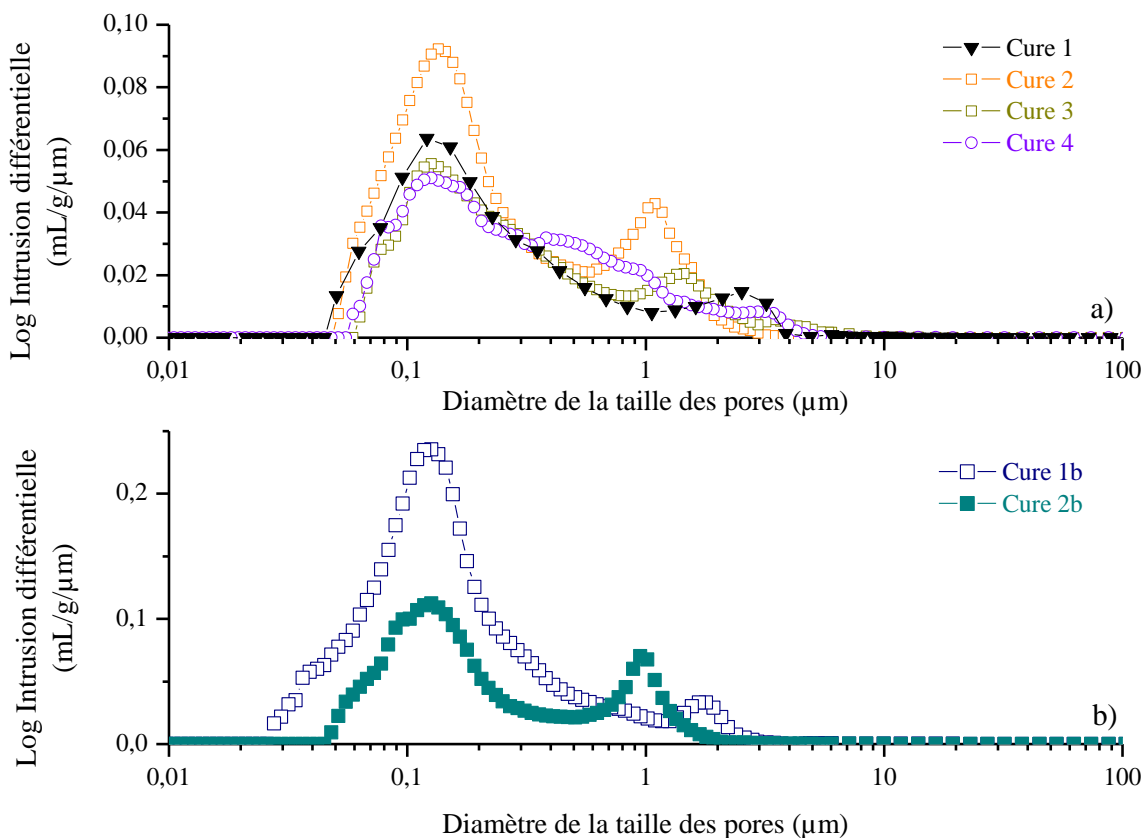 0,10
0,08
0,06
0,04
0,02
0,00
Log Intrusion différentielle
(mL/g/µm)
Cure 1
Cure 2
Cure 3
Cure 4
a)
0,01
0,1
1
10
100
Diamètre de la taille des pores (µm)
0,2
0,1
0,0
Log Intrusion différentielle
(mL/g/µm)
Cure 1b
Cure 2b
b)
0,01
0,1
1
10
100
Diamètre de la taille des pores (µm)